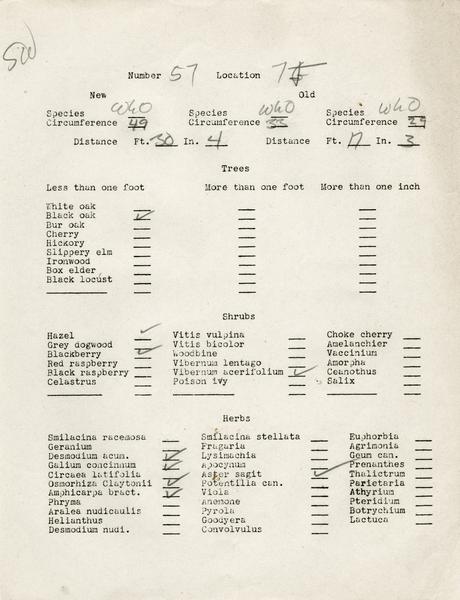 SW
Number 57 Location 7
New Old
WhO WhO WhO
Species Species Species
Circumference 49 Circumference 33 Circumference 29
Distance Ft. 30 In. 4 Distance Ft. 17 In. 3
Trees
Less than one foot More than one foot More than one inch
White oak
Black oak ✓
Bur oak
Cherry
Hickory
Slippery elm
Ironwood
Box elder
Black locust
Shrubs
Hazel ✓ Vitis vulpina Choke cherry
Grey dogwood Vitis bicolor Amelanchier
Blackberry ✓ Woodbine Vaccinium
Red raspberry Vibernum lentago Amorpha
Black raspberry Vibernum acerifolium ✓ Ceanothus
Celastrus Poison ivy Salix
Herbs
Smilacina racemosa Smilacina stellata Euphorbia
Geranium Fragaria Agrimonia
Desmodium acum. ✓ Lysimachia Geum can.
Galium concinnum ✓ Apocynum Prenanthes
Circaea latifolia Aster sagit ✓ Thalictrum
Osmorhiza Claytonii ✓ Potentilia can. Parietaria
Amphicarpa bract. ✓ Viola Athyrium
Phryma Anemone Pteridium
Aralea nudicaulis Pyrola Botrychium
Helianthus Goodyera Lactuca
Desmodium nudi. Convolvulus